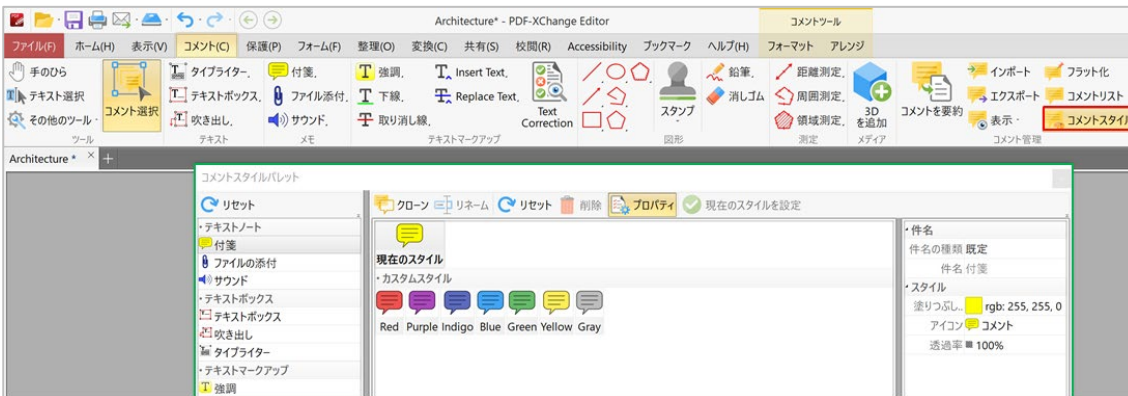 Architecture* - PDF-XChange Editor
コメントツール
ファイル(F) ホーム(H) 表示(V) コメント(C) 保護(P) フォーム(F) 整理(O) 変換(C) 共有(S) 校閲(R) Accessibility ブックマーク ヘルプ(H) フォーマット アレンジ
手のひら
テキスト選択
その他のツール
コメント選択
ツール
タイプライター.
テキストボックス.
吹き出し.
テキスト
付箋.
ファイル添付.
サウンド.
メモ
強調.
下線.
取り消し線.
Insert Text.
Replace Text.
Text
Correction
テキストマークアップ
スタンプ
図形
鉛筆.
消しゴム
距離測定.
周囲測定.
領域測定.
測定
3D
を追加
メディア
コメントを要約
インポート
エクスポート
表示
フラット化
コメントリスト
コメントスタイル
コメント管理
Architecture *
コメントスタイルパレット
リセット
テキストノート
付箋
ファイルの添付
サウンド
テキストボックス
テキストボックス
吹き出し
タイプライター
テキストマークアップ
強調
クローン リネーム リセット 削除 プロパティ 現在のスタイルを設定
現在のスタイル
カスタムスタイル
Red Purple Indigo Blue Green Yellow Gray
件名
件名の種類 既定
件名 付箋
スタイル
塗りつぶし.. rgb: 255, 255, 0
アイコン コメント
透過率 100%